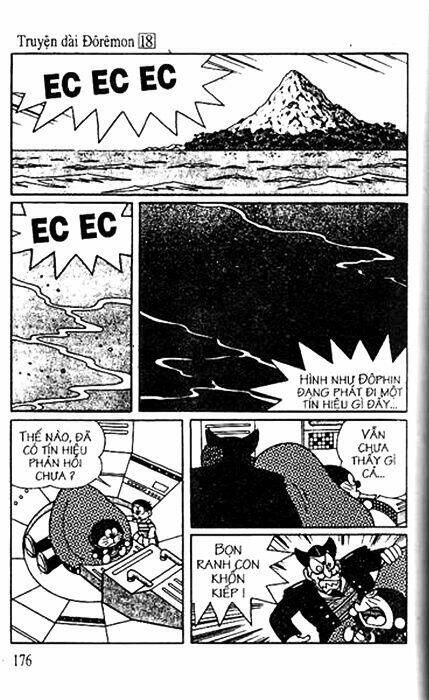 Truyện dài Đôrêmon 18
EC EC EC
EC EC
HÌNH NHƯ ĐÔPHIN
ĐANG PHÁT ĐI MỘT
TÍN HIỆU GÌ ĐẤY...
THẾ NÀO, ĐÃ
CÓ TÍN HIỆU
PHẢN HỒI
CHƯA ?
VẪN
CHƯA
THẤY GÌ
CẢ...
BỌN
RANH CON
KHỐN
KIẾP !
176